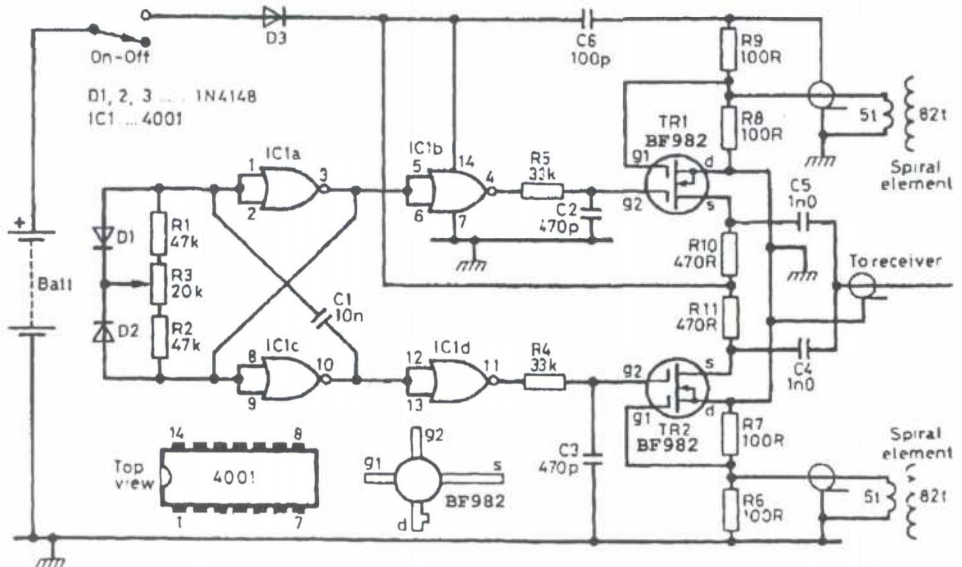 On-Off
D3
C6
100p
R9
100R
D1, 2, 3 .... 1N4148
IC1 ... 4001
R8
100R
5t
82t
Spiral
element
TR1
BF982
g1
g2
d
s
IC1a
1
2
3
IC1b
5
6
14
4
7
R5
33k
C2
470p
C5
1n0
D1
R1
47k
R3
20k
+
R10
470R
To receiver
C1
10n
D2
R2
47k
R11
470R
IC1c
8
9
10
IC1d
12
13
11
R4
33k
g2
g1
s
d
TR2
BF982
C4
1n0
R7
100R
Spiral
element
14
8
Top
view
4001
1
7
g2
g1
s
BF982
d
C3
470p
R6
100R
5t
82t